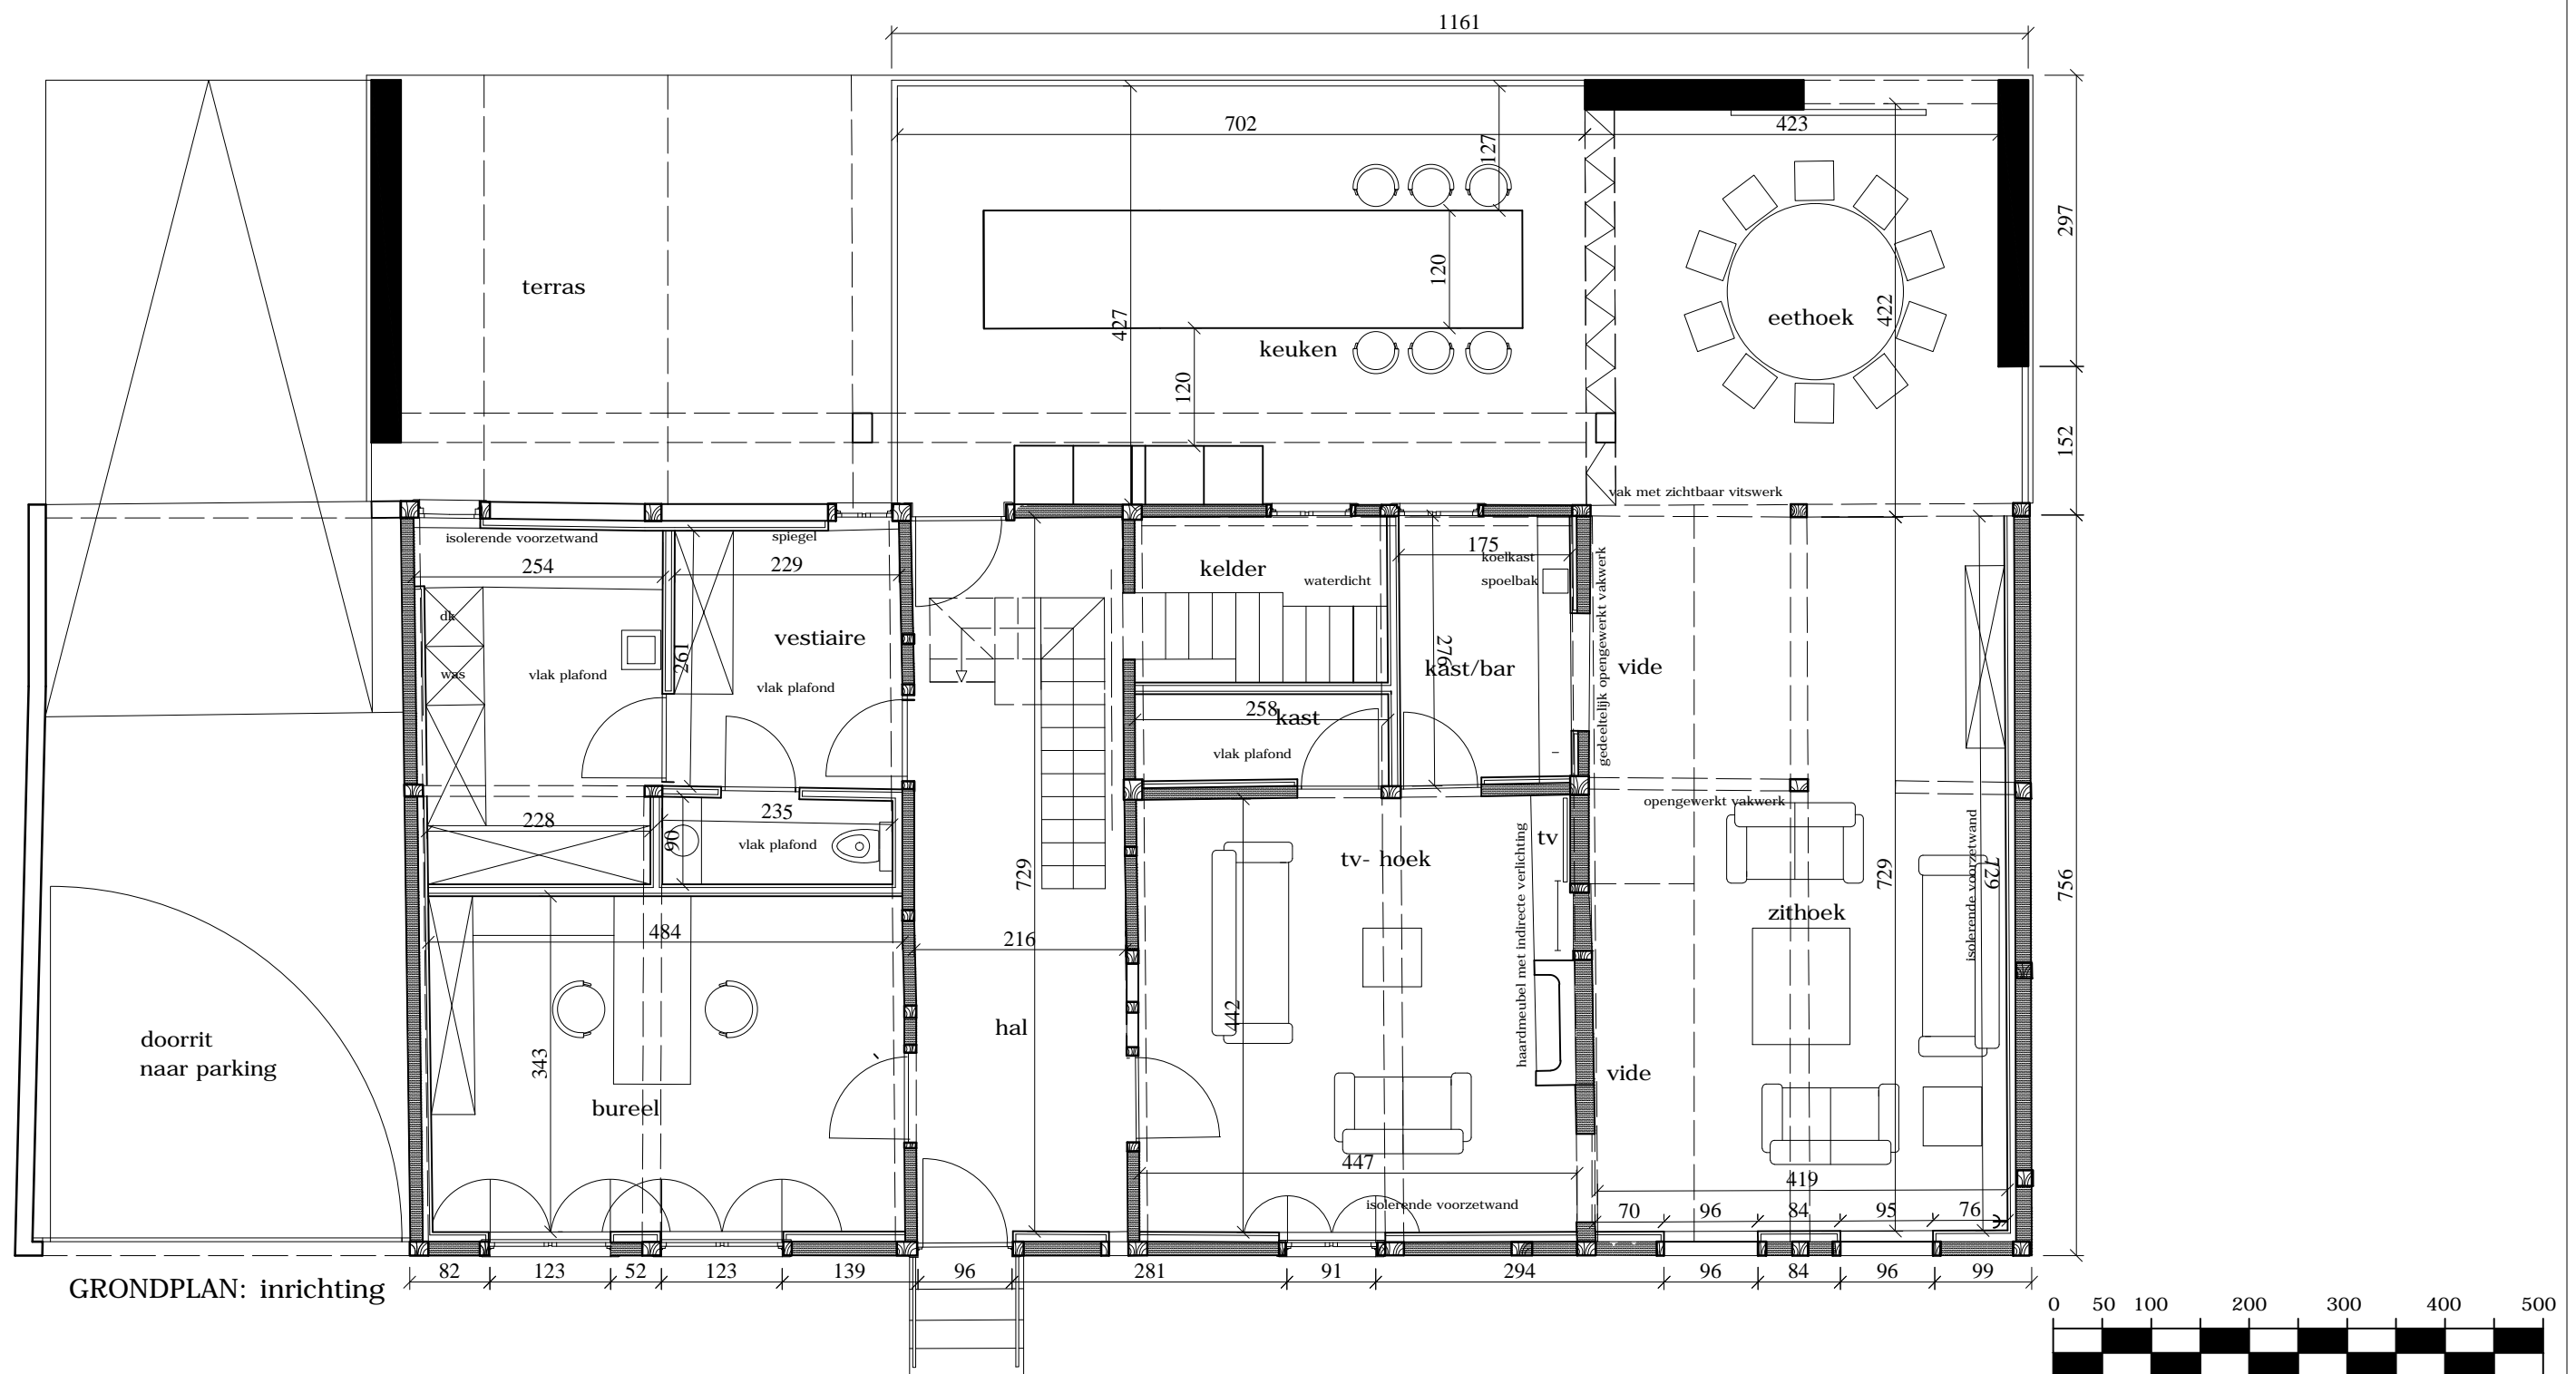 1161
702
423
127
297
terras
120
427
422
eethoek
keuken
120
152
vak met zichtbaar vitswerk
isolerende voorzetwand
spiegel
254
229
175
koelkast
kelder
waterdicht
spoelbak
gedeeltelijk opengewerkt vakwerk
dk
vestiaire
261
276
was
vlak plafond
vlak plafond
kast/bar
vide
258
kast
vlak plafond
opengewerkt vakwerk
228
235
90
vlak plafond
tv
tv- hoek
haardmeubel met indirecte verlichting
729
729
729
isolerende voorzetwand
756
zithoek
484
216
442
hal
343
doorrit
naar parking
vide
bureel
447
419
isolerende voorzetwand
70
96
84
95
76
82
123
52
123
139
96
281
91
294
96
84
96
99
GRONDPLAN: inrichting
0 50 100 200 300 400 500